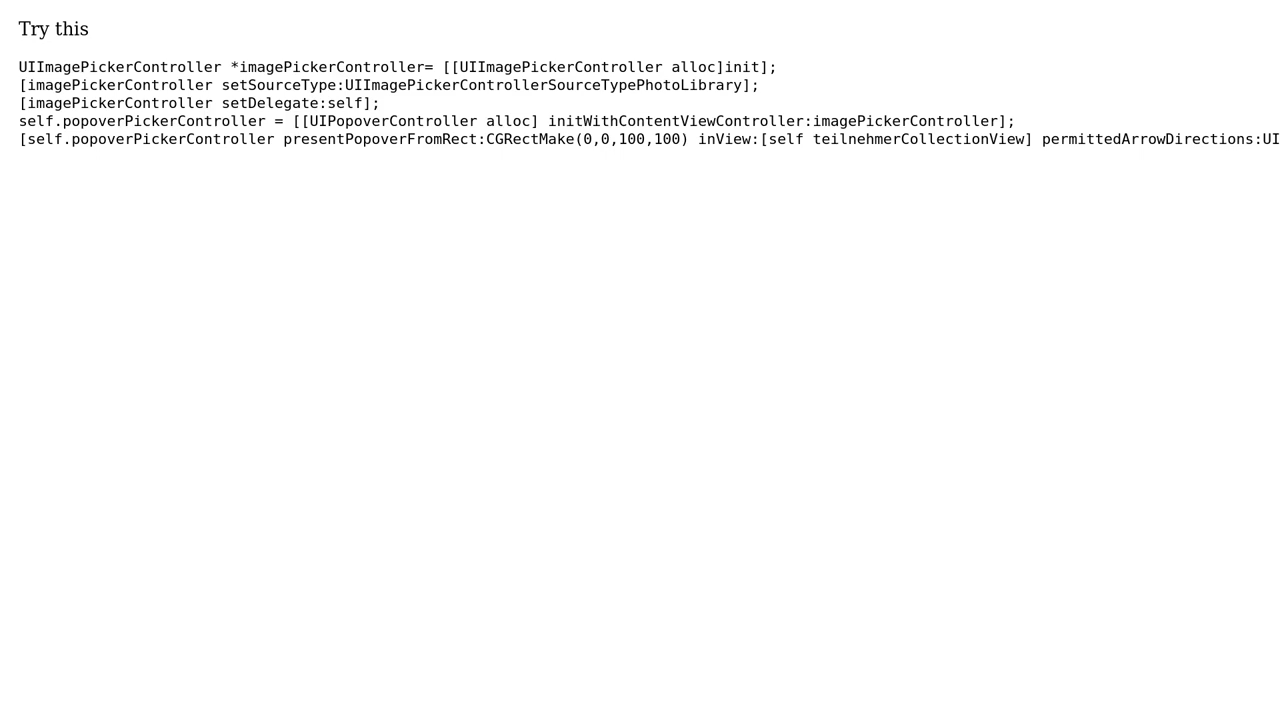 Try this
UIImagePickerController *imagePickerController= [[UIImagePickerController alloc]init];
[imagePickerController setSourceType:UIImagePickerControllerSourceTypePhotoLibrary];
[imagePickerController setDelegate:self];
self.popoverPickerController = [[UIPopoverController alloc] initWithContentViewController:imagePickerController];
[self.popoverPickerController presentPopoverFromRect:CGRectMake(0,0,100,100) inView:[self teilnehmerCollectionView] permittedArrowDirections:UI